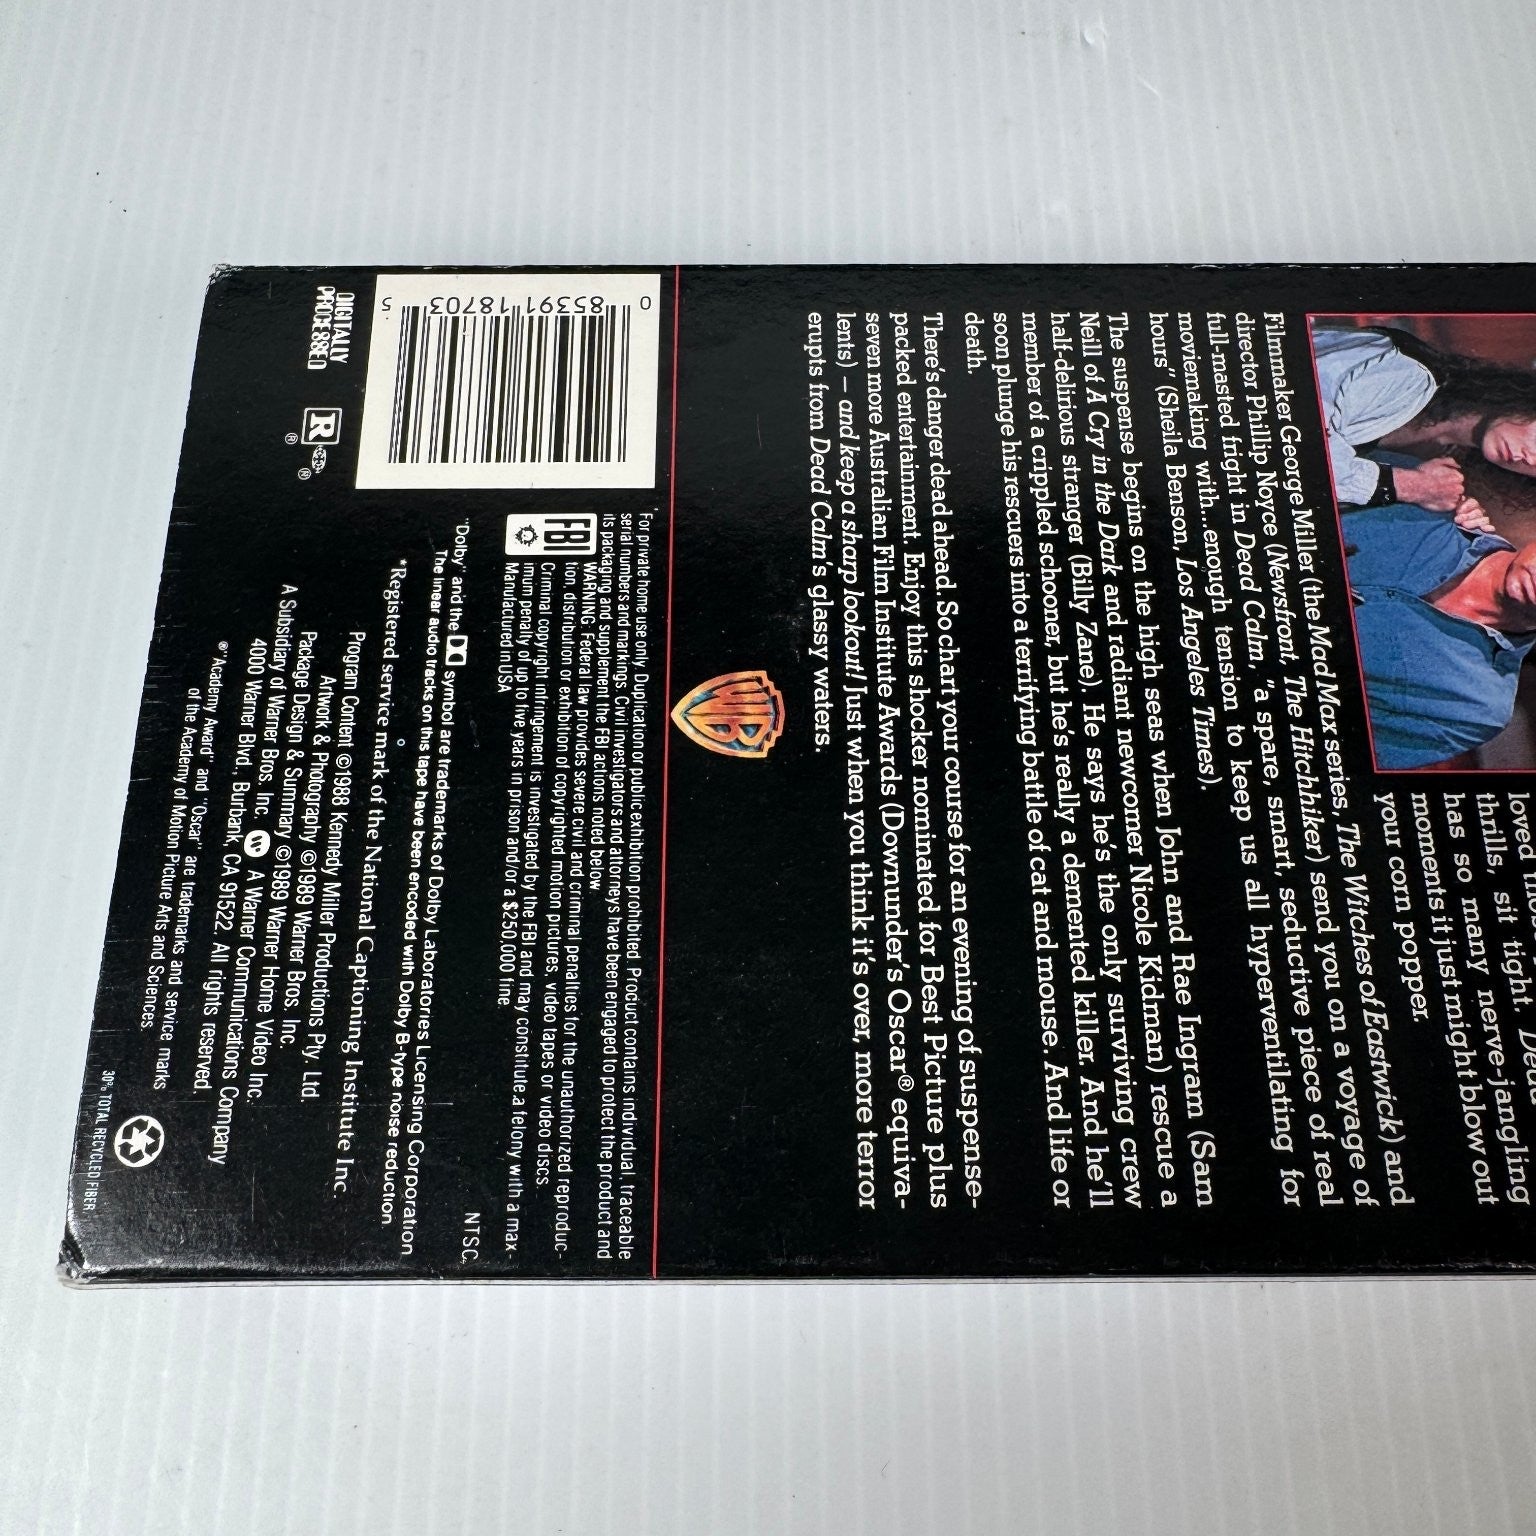 thrills, sit tight. Dead
has so many nerve-jangling
moments it just might blow out
your corn popper.
Filmmaker George Miller (the Mad Max series, The Witches of Eastwick) and
director Phillip Noyce (Newsfront, The Hitchhiker) send you on a voyage of
full-masted fright in Dead Calm, "a spare, smart, seductive piece of real
moviemaking with...enough tension to keep us all hyperventilating for
hours" (Sheila Benson, Los Angeles Times).
The suspense begins on the high seas when John and Rae Ingram (Sam
Neill of A Cry in the Dark and radiant newcomer Nicole Kidman) rescue a
half-delirious stranger (Billy Zane). He says he's the only surviving crew
member of a crippled schooner, but he's really a demented killer. And he'll
soon plunge his rescuers into a terrifying battle of cat and mouse. And life or
death.
There's danger dead ahead. So chart your course for an evening of suspense-
packed entertainment. Enjoy this shocker nominated for Best Picture plus
seven more Australian Film Institute Awards (Downunder's Oscar® equiva-
lents) – and keep a sharp lookout! Just when you think it's over, more terror
erupts from Dead Calm's glassy waters.
WB
0 85391 18703 5
For private home use only. Duplication or public exhibition prohibited. Product contains individual, traceable
serial numbers and markings. Civil investigators and attorneys have been engaged to protect the product and
its packaging and supplement the FBI actions noted below.
FBI
WARNING: Federal law provides severe civil and criminal penalties for the unauthorized reproduc-
tion, distribution or exhibition of copyrighted motion pictures, video tapes or video discs.
Criminal copyright infringement is investigated by the FBI and may constitute a felony with a max-
imum penalty of up to five years in prison and/or a $250,000 fine.
Manufactured in USA
NTSC
"Dolby" and the symbol are trademarks of Dolby Laboratories Licensing Corporation
The linear audio tracks on this tape have been encoded with Dolby B-type noise reduction
*Registered service mark of the National Captioning Institute Inc.
DIGITALLY
PROCESSED
R
® ®
Program Content ©1988 Kennedy Miller Productions Pty. Ltd.
Artwork & Photography ©1989 Warner Bros. Inc.
Package Design & Summary ©1989 Warner Home Video Inc.
A Subsidiary of Warner Bros. Inc. A Warner Communications Company
4000 Warner Blvd., Burbank, CA 91522. All rights reserved.
®"Academy Award" and "Oscar" are trademarks and service marks
of the Academy of Motion Picture Arts and Sciences.
30% TOTAL RECYCLED FIBER